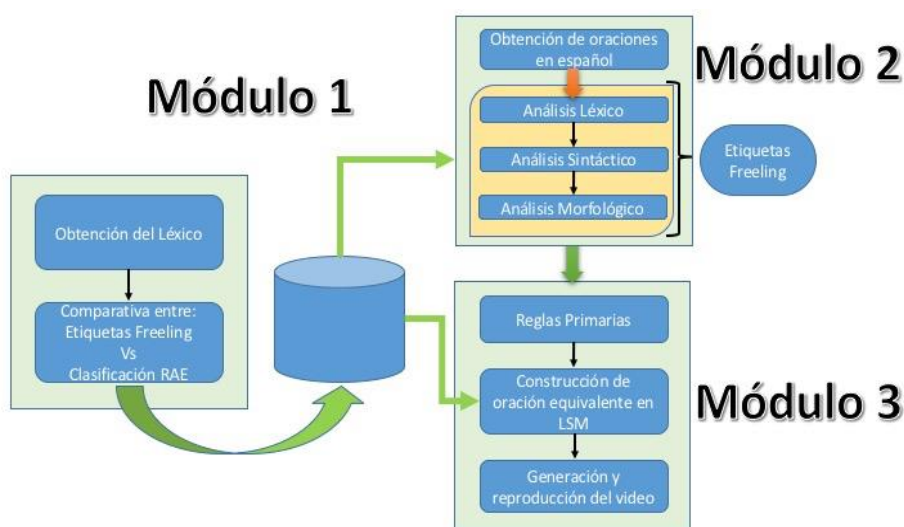 Módulo 1
Obtención del Léxico
Comparativa entre:
Etiquetas Freeling
Vs
Clasificación RAE
Módulo 2
Obtención de oraciones
en español
Análisis Léxico
Análisis Sintáctico
Análisis Morfológico
Etiquetas
Freeling
Módulo 3
Reglas Primarias
Construcción de
oración equivalente en
LSM
Generación y
reproducción del video